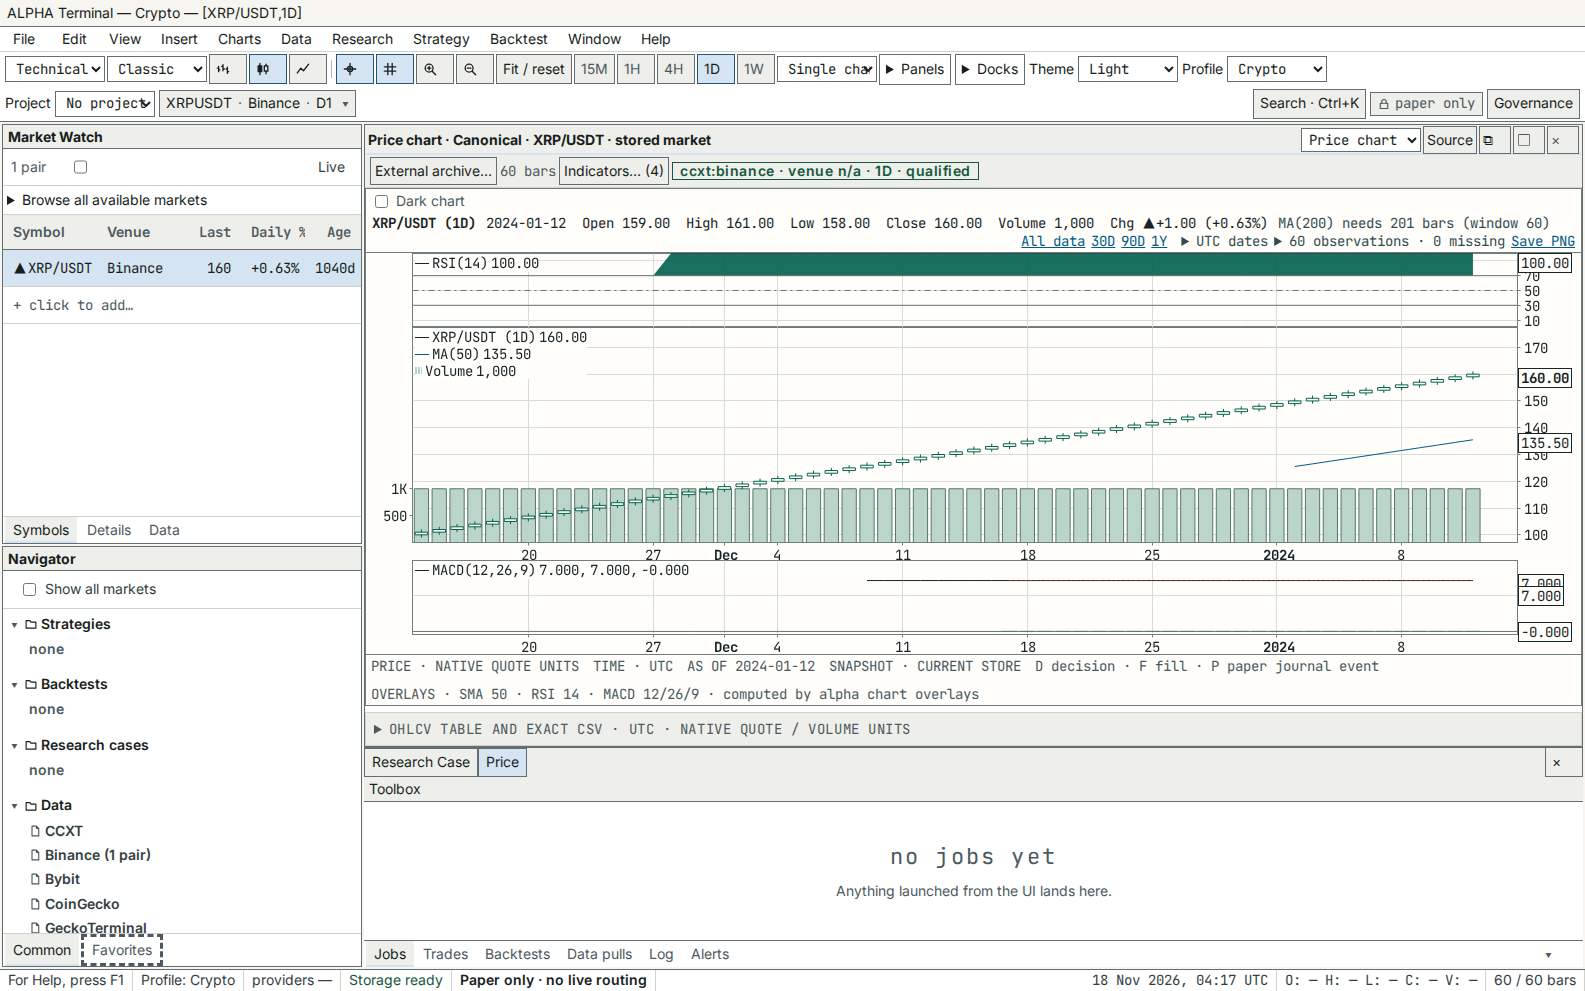 ALPHA Terminal — Crypto — [XRP/USDT,1D]
File Edit View Insert Charts Data Research Strategy Backtest Window Help
Technical Classic Fit / reset 15M 1H 4H 1D 1W Single cha Panels Docks Theme Light Profile Crypto
Project No project XRPUSDT · Binance · D1 Search · Ctrl+K paper only Governance
Market Watch
1 pair Live
Browse all available markets
Symbol Venue Last Daily % Age
▲XRP/USDT Binance 160 +0.63% 1040d
+ click to add…
Symbols Details Data
Navigator
Show all markets
Strategies
none
Backtests
none
Research cases
none
Data
CCXT
Binance (1 pair)
Bybit
CoinGecko
GeckoTerminal
Common Favorites
Price chart · Canonical · XRP/USDT · stored market Price chart Source
External archive... 60 bars Indicators... (4) ccxt:binance · venue n/a · 1D · qualified
Dark chart
XRP/USDT (1D) 2024-01-12 Open 159.00 High 161.00 Low 158.00 Close 160.00 Volume 1,000 Chg ▲+1.00 (+0.63%) MA(200) needs 201 bars (window 60)
All data 30D 90D 1Y ▶ UTC dates ▶ 60 observations · 0 missing Save PNG
RSI(14) 100.00
100.00
70
50
30
10
XRP/USDT (1D) 160.00
MA(50) 135.50
Volume 1,000
170
160.00
150
140
135.50
130
120
110
100
1K
500
20 27 Dec 4 11 18 25 2024 8
MACD(12,26,9) 7.000, 7.000, -0.000
7.000
7.000
-0.000
20 27 Dec 4 11 18 25 2024 8
PRICE · NATIVE QUOTE UNITS TIME · UTC AS OF 2024-01-12 SNAPSHOT · CURRENT STORE D decision · F fill · P paper journal event
OVERLAYS · SMA 50 · RSI 14 · MACD 12/26/9 · computed by alpha chart overlays
▶ OHLCV TABLE AND EXACT CSV · UTC · NATIVE QUOTE / VOLUME UNITS
Research Case Price ×
Toolbox
no jobs yet
Anything launched from the UI lands here.
Jobs Trades Backtests Data pulls Log Alerts
For Help, press F1 Profile: Crypto providers — Storage ready Paper only · no live routing 18 Nov 2026, 04:17 UTC O: — H: — L: — C: — V: — 60 / 60 bars